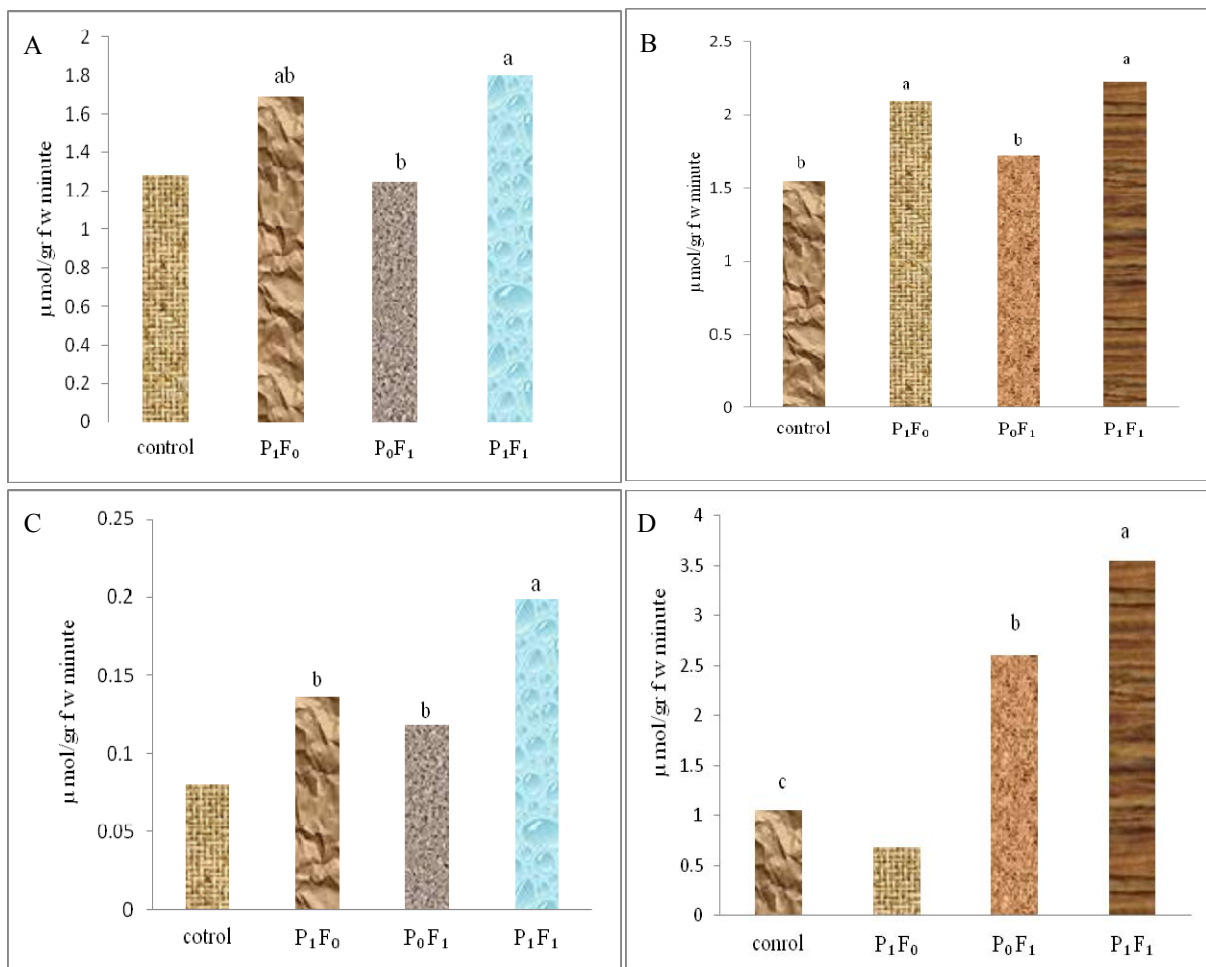 A
µmol/gr f w minute
2
1.8
1.6
1.4
1.2
1
0.8
0.6
0.4
0.2
0
ab
b
a
control P₁F₀ P₀F₁ P₁F₁
B
µmol/gr f w minute
2.5
2
1.5
1
0.5
0
b
a
b
a
control P₁F₀ P₀F₁ P₁F₁
C
µmol/gr f w minute
0.25
0.2
0.15
0.1
0.05
0
b
b
a
cotrol P₁F₀ P₀F₁ P₁F₁
D
µmol/gr f w minute
4
3.5
3
2.5
2
1.5
1
0.5
0
c
b
a
conrol P₁F₀ P₀F₁ P₁F₁